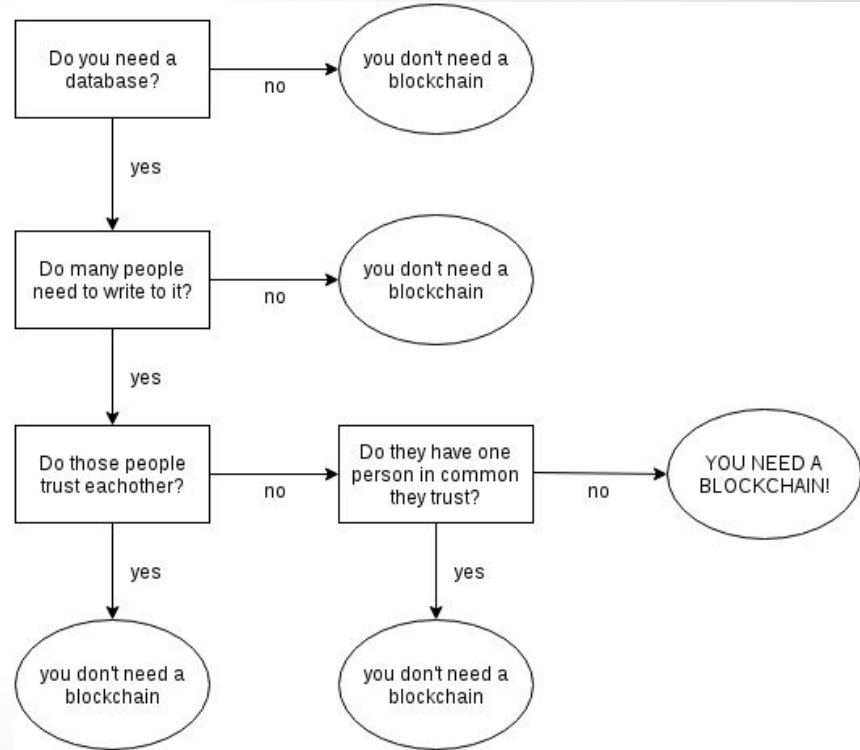 Do you need a
database?
no
you don't need a
blockchain
yes
Do many people
need to write to it?
no
you don't need a
blockchain
yes
Do those people
trust eachother?
no
Do they have one
person in common
they trust?
no
YOU NEED A
BLOCKCHAIN!
yes
yes
you don't need a
blockchain
you don't need a
blockchain